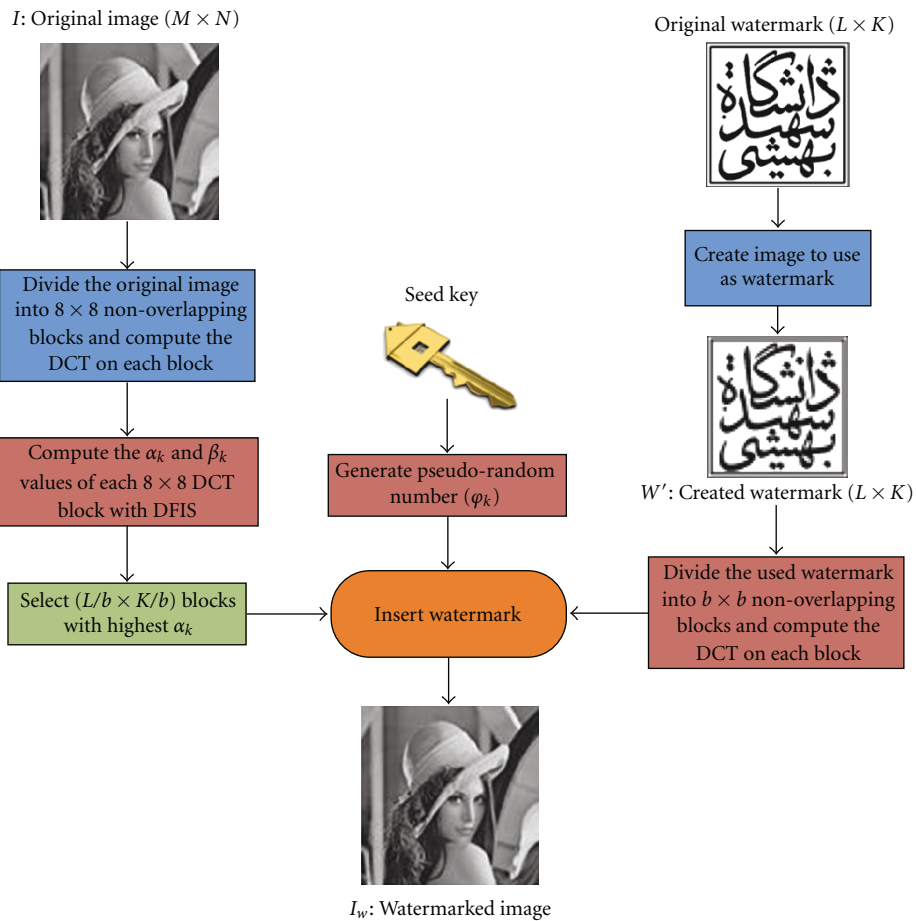 I: Original image (M × N)
Divide the original image
into 8 × 8 non-overlapping
blocks and compute the
DCT on each block
Compute the αₖ and βₖ
values of each 8 × 8 DCT
block with DFIS
Select (L/b × K/b) blocks
with highest αₖ
Seed key
Generate pseudo-random
number (φₖ)
Insert watermark
I_w: Watermarked image
Original watermark (L × K)
دانشگاه
شهید
بهشتی
Create image to use
as watermark
دانشگاه
شهید
بهشتی
W′: Created watermark (L × K)
Divide the used watermark
into b × b non-overlapping
blocks and compute the
DCT on each block